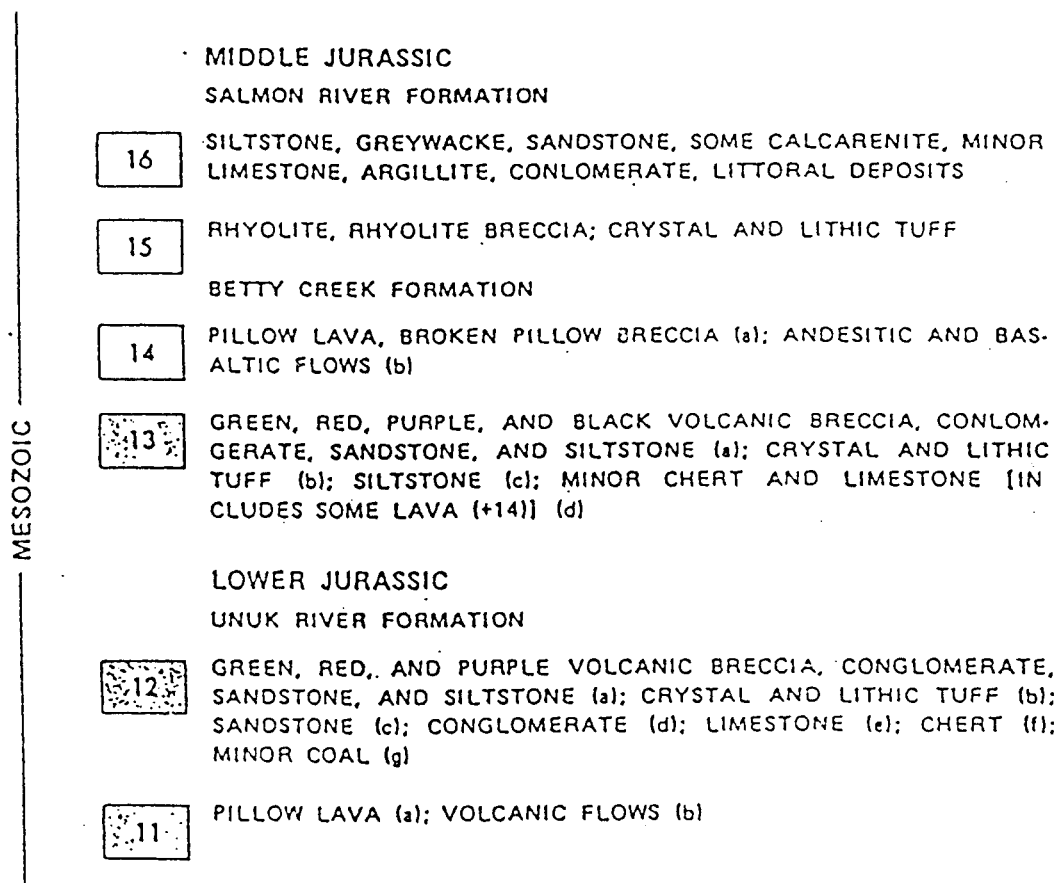 MESOZOIC
MIDDLE JURASSIC
SALMON RIVER FORMATION
16
SILTSTONE, GREYWACKE, SANDSTONE, SOME CALCARENITE, MINOR
LIMESTONE, ARGILLITE, CONLOMERATE, LITTORAL DEPOSITS
15
RHYOLITE, RHYOLITE BRECCIA; CRYSTAL AND LITHIC TUFF
BETTY CREEK FORMATION
14
PILLOW LAVA, BROKEN PILLOW BRECCIA (a); ANDESITIC AND BAS-
ALTIC FLOWS (b)
13
GREEN, RED, PURPLE, AND BLACK VOLCANIC BRECCIA, CONLOM-
GERATE, SANDSTONE, AND SILTSTONE (a); CRYSTAL AND LITHIC
TUFF (b); SILTSTONE (c); MINOR CHERT AND LIMESTONE [IN
CLUDES SOME LAVA (+14)] (d)
LOWER JURASSIC
UNUK RIVER FORMATION
12
GREEN, RED, AND PURPLE VOLCANIC BRECCIA, CONGLOMERATE,
SANDSTONE, AND SILTSTONE (a); CRYSTAL AND LITHIC TUFF (b);
SANDSTONE (c); CONGLOMERATE (d); LIMESTONE (e); CHERT (f);
MINOR COAL (g)
11
PILLOW LAVA (a); VOLCANIC FLOWS (b)